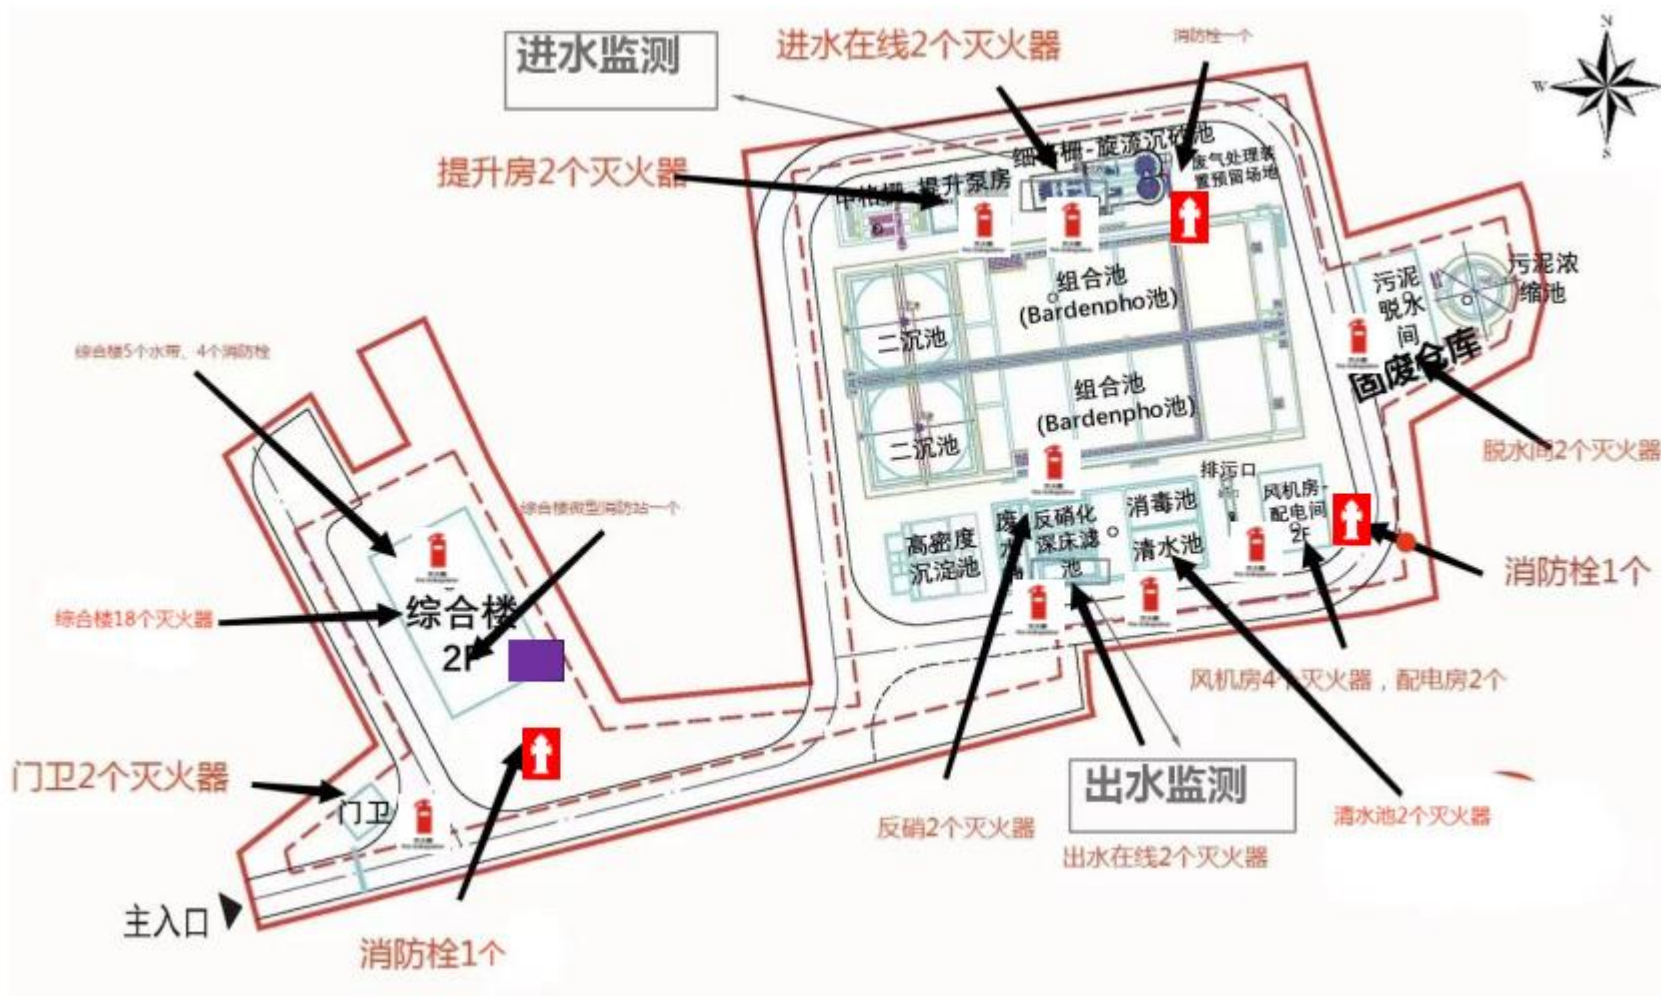 进水监测
进水在线2个灭火器
消防栓一个
提升房2个灭火器
提升泵房
旋流沉砂池
废气处理装
置预留场地
组合池
(Bardenpho池)
二沉池
组合池
(Bardenpho池)
二沉池
污泥
脱水
间
污泥浓
缩池
固废仓库
脱水间2个灭火器
综合楼5个水带、4个消防栓
综合楼微型消防站一个
综合楼18个灭火器
综合楼
2F
排污口
风机房-
配电间
2F
消毒池
清水池
反硝化
深床滤
池
高密度
沉淀池
消防栓1个
风机房4个灭火器，配电房2个
门卫2个灭火器
门卫
出水监测
反硝2个灭火器
出水在线2个灭火器
清水池2个灭火器
主入口
消防栓1个
W
S